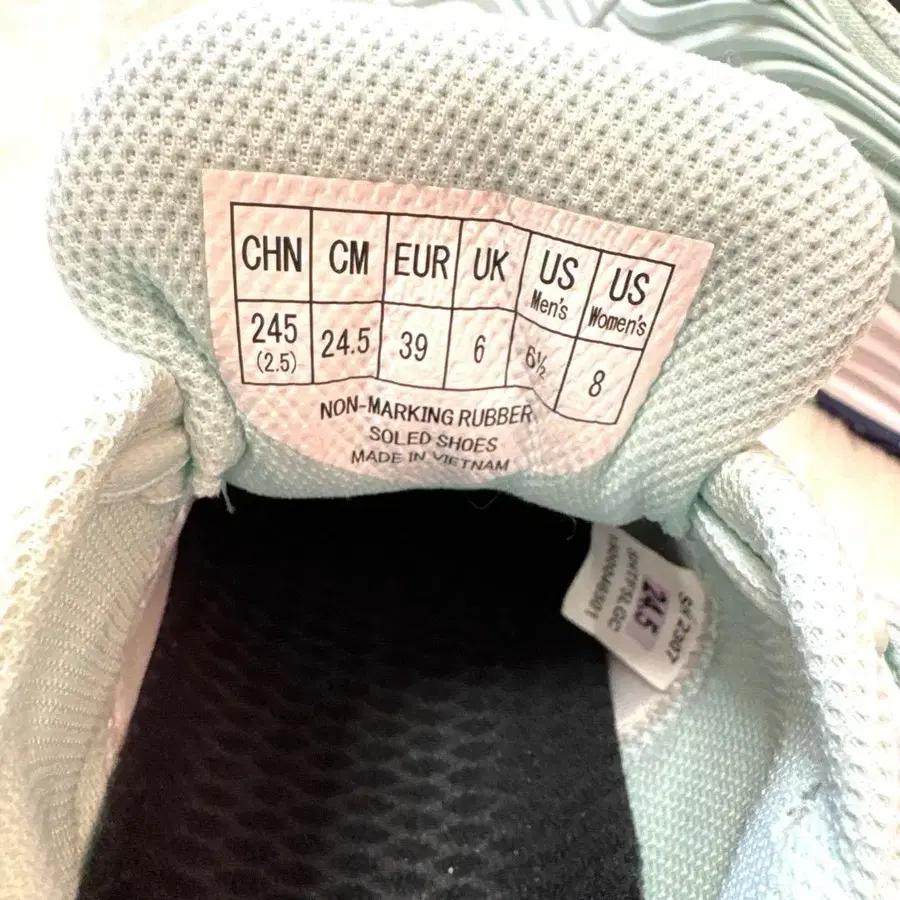 CHN CM EUR UK US Men's US Women's
245 (2.5) 24.5 39 6 6½ 8
NON-MARKING RUBBER
SOLED SHOES
MADE IN VIETNAM
24.5